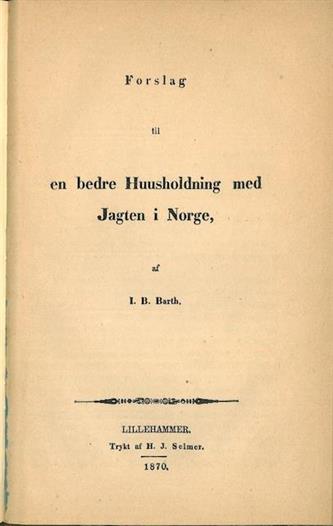 Forslag
til
en bedre Huusholdning med
Jagten i Norge,
af
I. B. Barth.
LILLEHAMMER.
Trykt af H. J. Selmer.
1870.